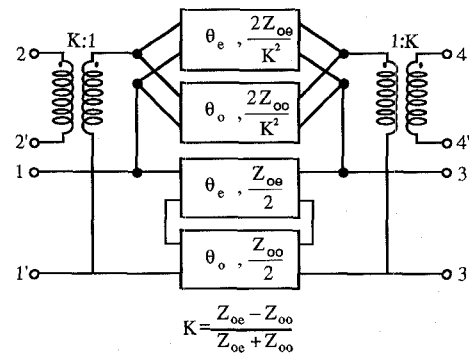 K:1
1:K
2
θe , 2Zoe/K²
4
2'
θo , 2Zoo/K²
4'
1
θe , Zoe/2
3
1'
θo , Zoo/2
3
K = (Zoe − Zoo)/(Zoe + Zoo)